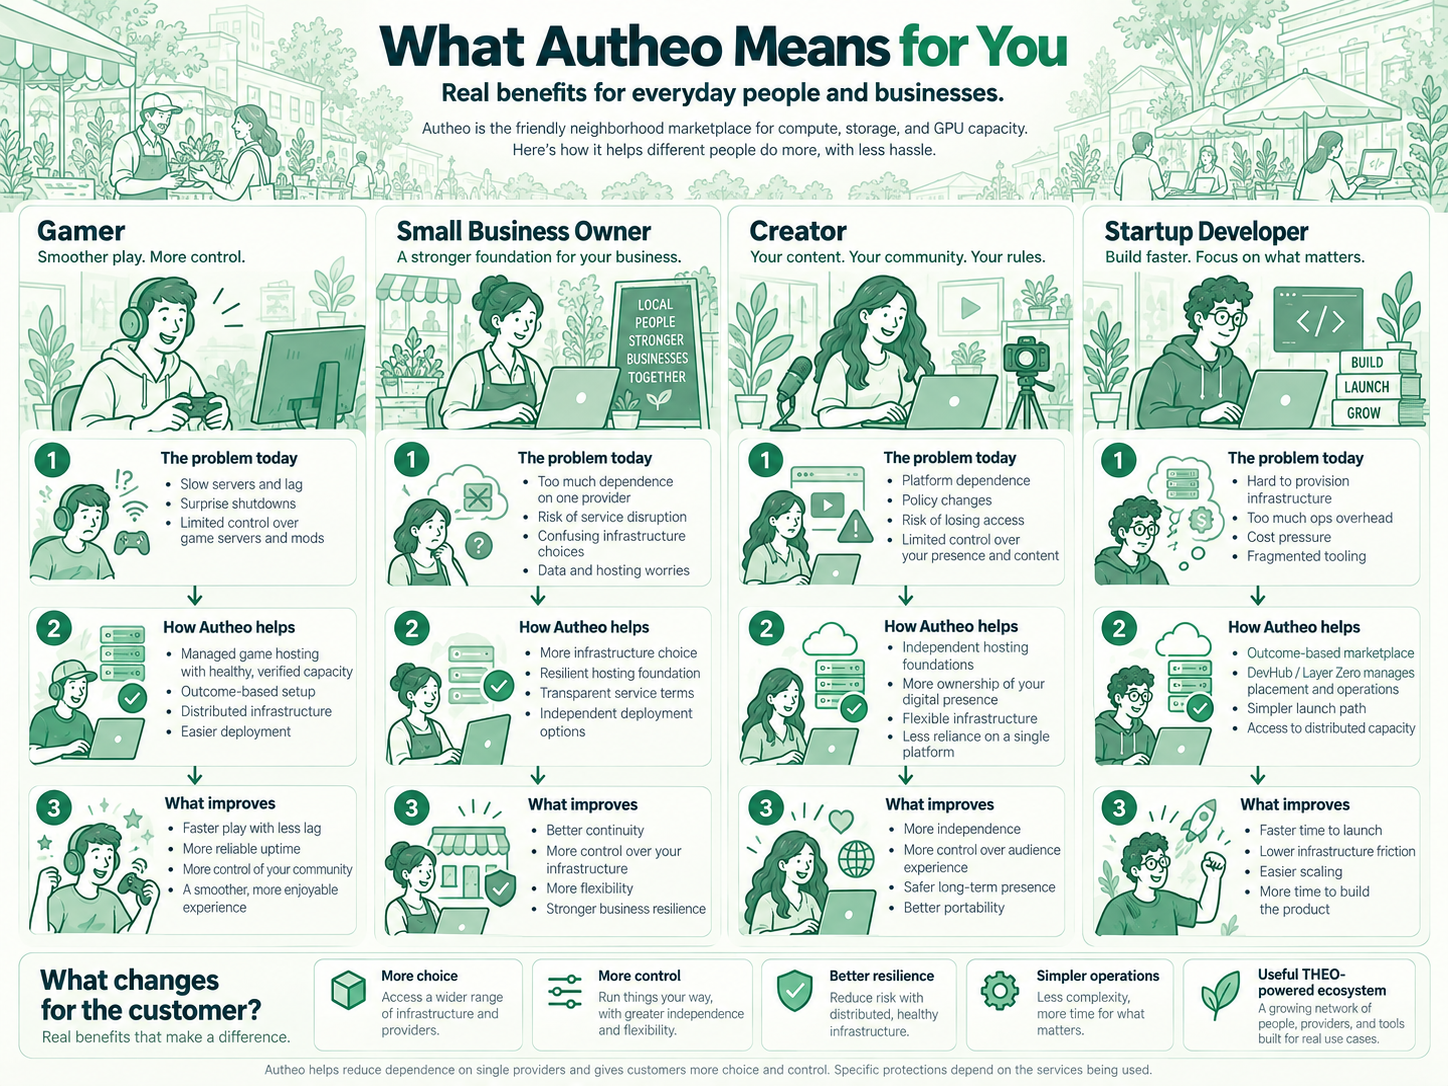 What Autheo Means for You
Real benefits for everyday people and businesses.
Autheo is the friendly neighborhood marketplace for compute, storage, and GPU capacity.
Here's how it helps different people do more, with less hassle.
Gamer
Smoother play. More control.
1
The problem today
• Slow servers and lag
• Surprise shutdowns
• Limited control over
game servers and mods
!?
2
How Autheo helps
• Managed game hosting
with healthy, verified capacity
• Outcome-based setup
• Distributed infrastructure
• Easier deployment
3
What improves
• Faster play with less lag
• More reliable uptime
• More control of your community
• A smoother, more enjoyable
experience
Small Business Owner
A stronger foundation for your business.
LOCAL
PEOPLE
STRONGER
BUSINESSES
TOGETHER
1
The problem today
• Too much dependence
on one provider
• Risk of service disruption
• Confusing infrastructure
choices
• Data and hosting worries
?
2
How Autheo helps
• More infrastructure choice
• Resilient hosting foundation
• Transparent service terms
• Independent deployment
options
3
What improves
• Better continuity
• More control over your
infrastructure
• More flexibility
• Stronger business resilience
Creator
Your content. Your community. Your rules.
1
The problem today
• Platform dependence
• Policy changes
• Risk of losing access
• Limited control over
your presence and content
!
2
How Autheo helps
• Independent hosting
foundations
• More ownership of your
digital presence
• Flexible infrastructure
• Less reliance on a single
platform
3
What improves
• More independence
• More control over audience
experience
• Safer long-term presence
• Better portability
Startup Developer
Build faster. Focus on what matters.
</>
BUILD
LAUNCH
GROW
1
The problem today
• Hard to provision
infrastructure
• Too much ops overhead
• Cost pressure
• Fragmented tooling
$
2
How Autheo helps
• Outcome-based marketplace
• DevHub / Layer Zero manages
placement and operations
• Simpler launch path
• Access to distributed capacity
3
What improves
• Faster time to launch
• Lower infrastructure friction
• Easier scaling
• More time to build
the product
What changes
for the customer?
Real benefits that make a difference.
More choice
Access a wider range
of infrastructure and
providers.
More control
Run things your way,
with greater independence
and flexibility.
Better resilience
Reduce risk with
distributed, healthy
infrastructure.
Simpler operations
Less complexity,
more time for what
matters.
Useful THEO-
powered ecosystem
A growing network of
people, providers, and tools
built for real use cases.
Autheo helps reduce dependence on single providers and gives customers more choice and control. Specific protections depend on the services being used.